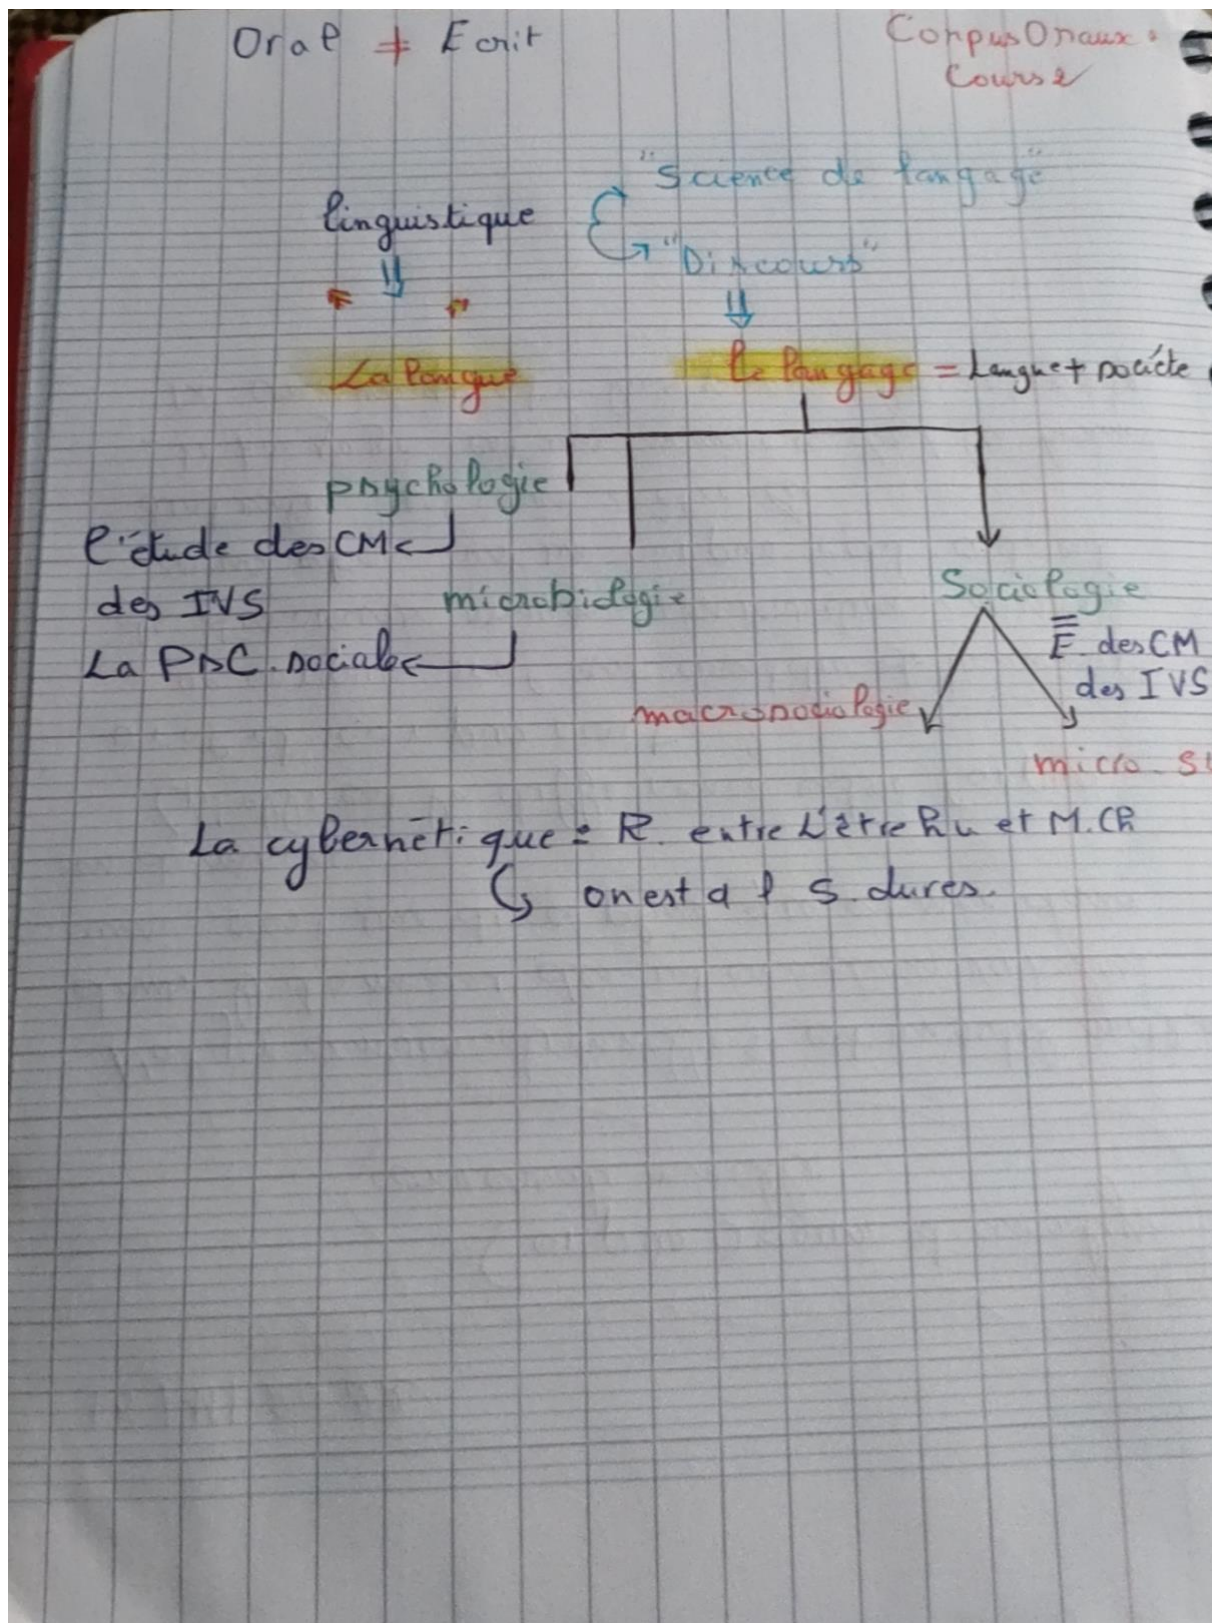 Oral ≠ Ecrit
Corpus Oraux.
Cours 2
"Science de langage"
linguistique
"Discours"
La langue
Le langage = Langue + société
psychologie
l'étude des CM
des IVS
microbiologie
Sociologie
E. des CM
des IVS
La PSC. sociale
macrosociologie
micro. S
La cybernétique = R. entre L'être hu et M.Ch
on est d l S. dures.